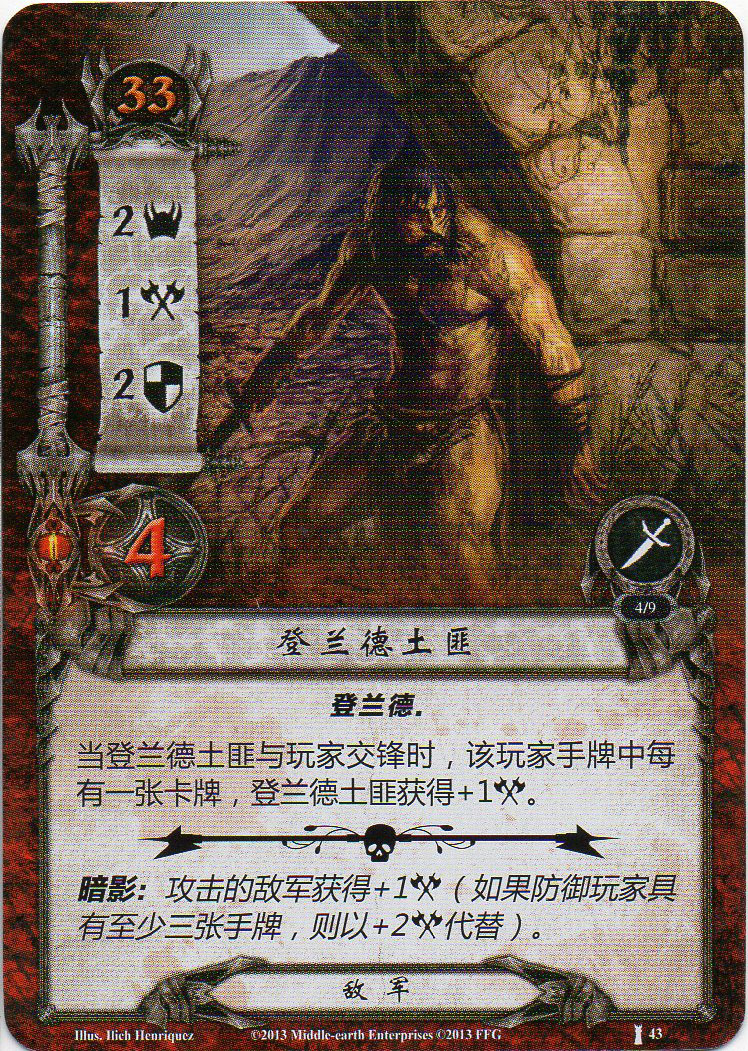 33
2
1
2
4
4/9
登兰德土匪
登兰德.
当登兰德土匪与玩家交锋时，该玩家手牌中每
有一张卡牌，登兰德土匪获得+1。
暗影：攻击的敌军获得+1（如果防御玩家具
有至少三张手牌，则以+2代替）。
敌军
Illus. Ilich Henriquez ©2013 Middle-earth Enterprises ©2013 FFG 43